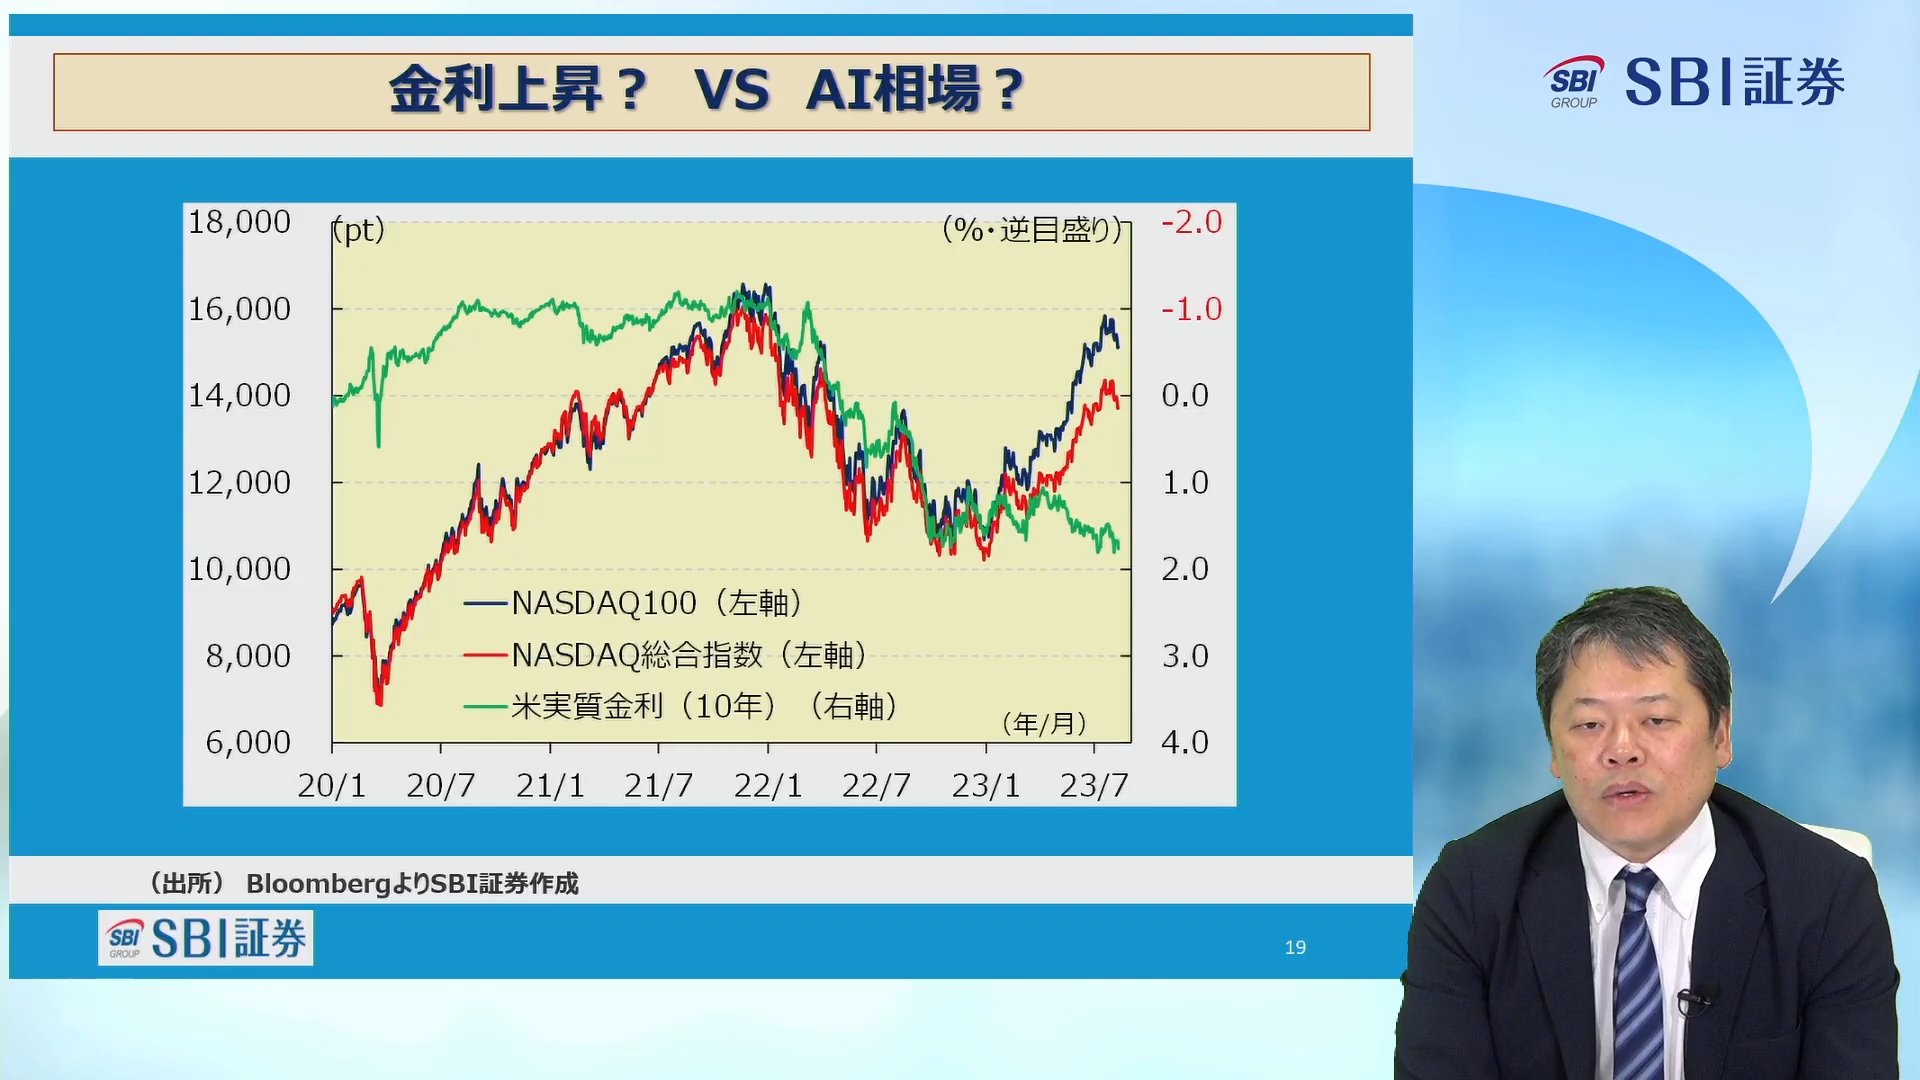 金利上昇？ VS AI相場？
SBI GROUP SBI証券
(pt)
(%・逆目盛り)
18,000
16,000
14,000
12,000
10,000
8,000
6,000
-2.0
-1.0
0.0
1.0
2.0
3.0
4.0
NASDAQ100（左軸）
NASDAQ総合指数（左軸）
米実質金利（10年）（右軸）
（年/月）
20/1 20/7 21/1 21/7 22/1 22/7 23/1 23/7
（出所） BloombergよりSBI証券作成
SBI GROUP SBI証券
19